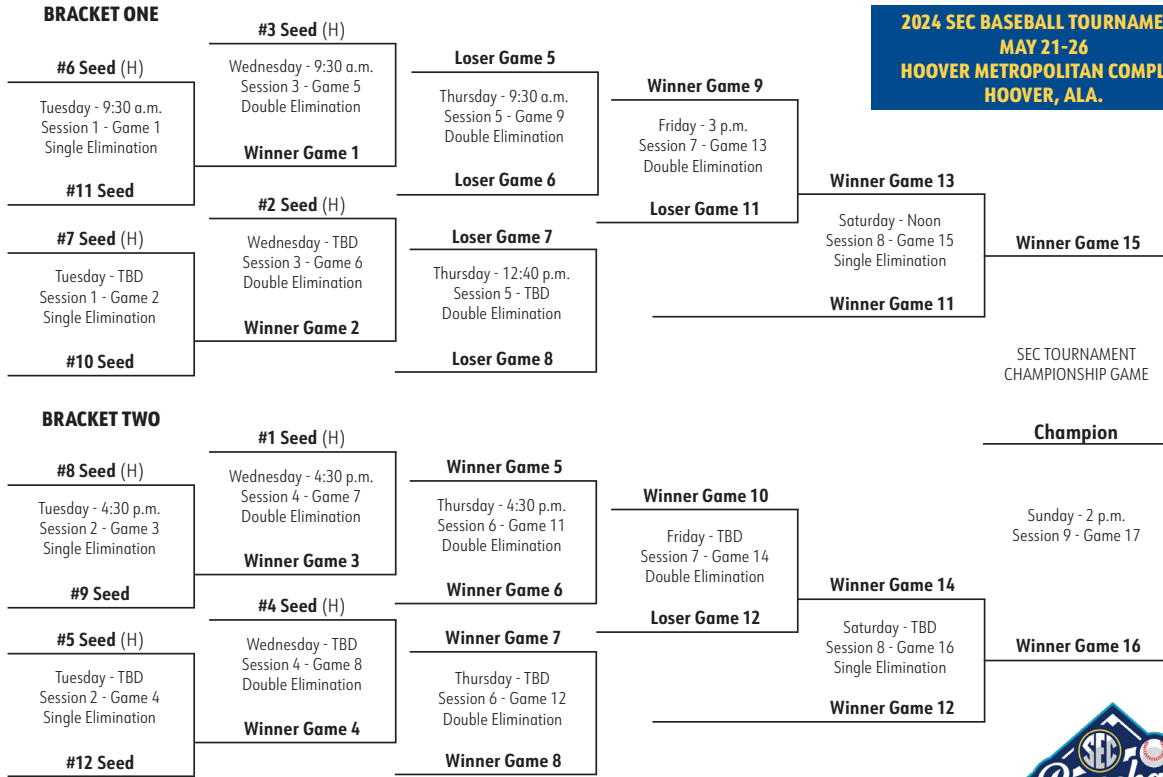 BRACKET ONE
#6 Seed (H)
Tuesday - 9:30 a.m.
Session 1 - Game 1
Single Elimination
#11 Seed
#7 Seed (H)
Tuesday - TBD
Session 1 - Game 2
Single Elimination
#10 Seed
#3 Seed (H)
Wednesday - 9:30 a.m.
Session 3 - Game 5
Double Elimination
Winner Game 1
#2 Seed (H)
Wednesday - TBD
Session 3 - Game 6
Double Elimination
Winner Game 2
Loser Game 5
Thursday - 9:30 a.m.
Session 5 - Game 9
Double Elimination
Loser Game 6
Loser Game 7
Thursday - 12:40 p.m.
Session 5 - TBD
Double Elimination
Loser Game 8
Winner Game 9
Friday - 3 p.m.
Session 7 - Game 13
Double Elimination
Loser Game 11
Winner Game 13
Saturday - Noon
Session 8 - Game 15
Single Elimination
Winner Game 11
2024 SEC BASEBALL TOURNAME
MAY 21-26
HOOVER METROPOLITAN COMPL
HOOVER, ALA.
Winner Game 15
SEC TOURNAMENT
CHAMPIONSHIP GAME
Champion
Sunday - 2 p.m.
Session 9 - Game 17
Winner Game 16
BRACKET TWO
#8 Seed (H)
Tuesday - 4:30 p.m.
Session 2 - Game 3
Single Elimination
#9 Seed
#5 Seed (H)
Tuesday - TBD
Session 2 - Game 4
Single Elimination
#12 Seed
#1 Seed (H)
Wednesday - 4:30 p.m.
Session 4 - Game 7
Double Elimination
Winner Game 3
#4 Seed (H)
Wednesday - TBD
Session 4 - Game 8
Double Elimination
Winner Game 4
Winner Game 5
Thursday - 4:30 p.m.
Session 6 - Game 11
Double Elimination
Winner Game 6
Winner Game 7
Thursday - TBD
Session 6 - Game 12
Double Elimination
Winner Game 8
Winner Game 10
Friday - TBD
Session 7 - Game 14
Double Elimination
Loser Game 12
Winner Game 14
Saturday - TBD
Session 8 - Game 16
Single Elimination
Winner Game 12
SEC